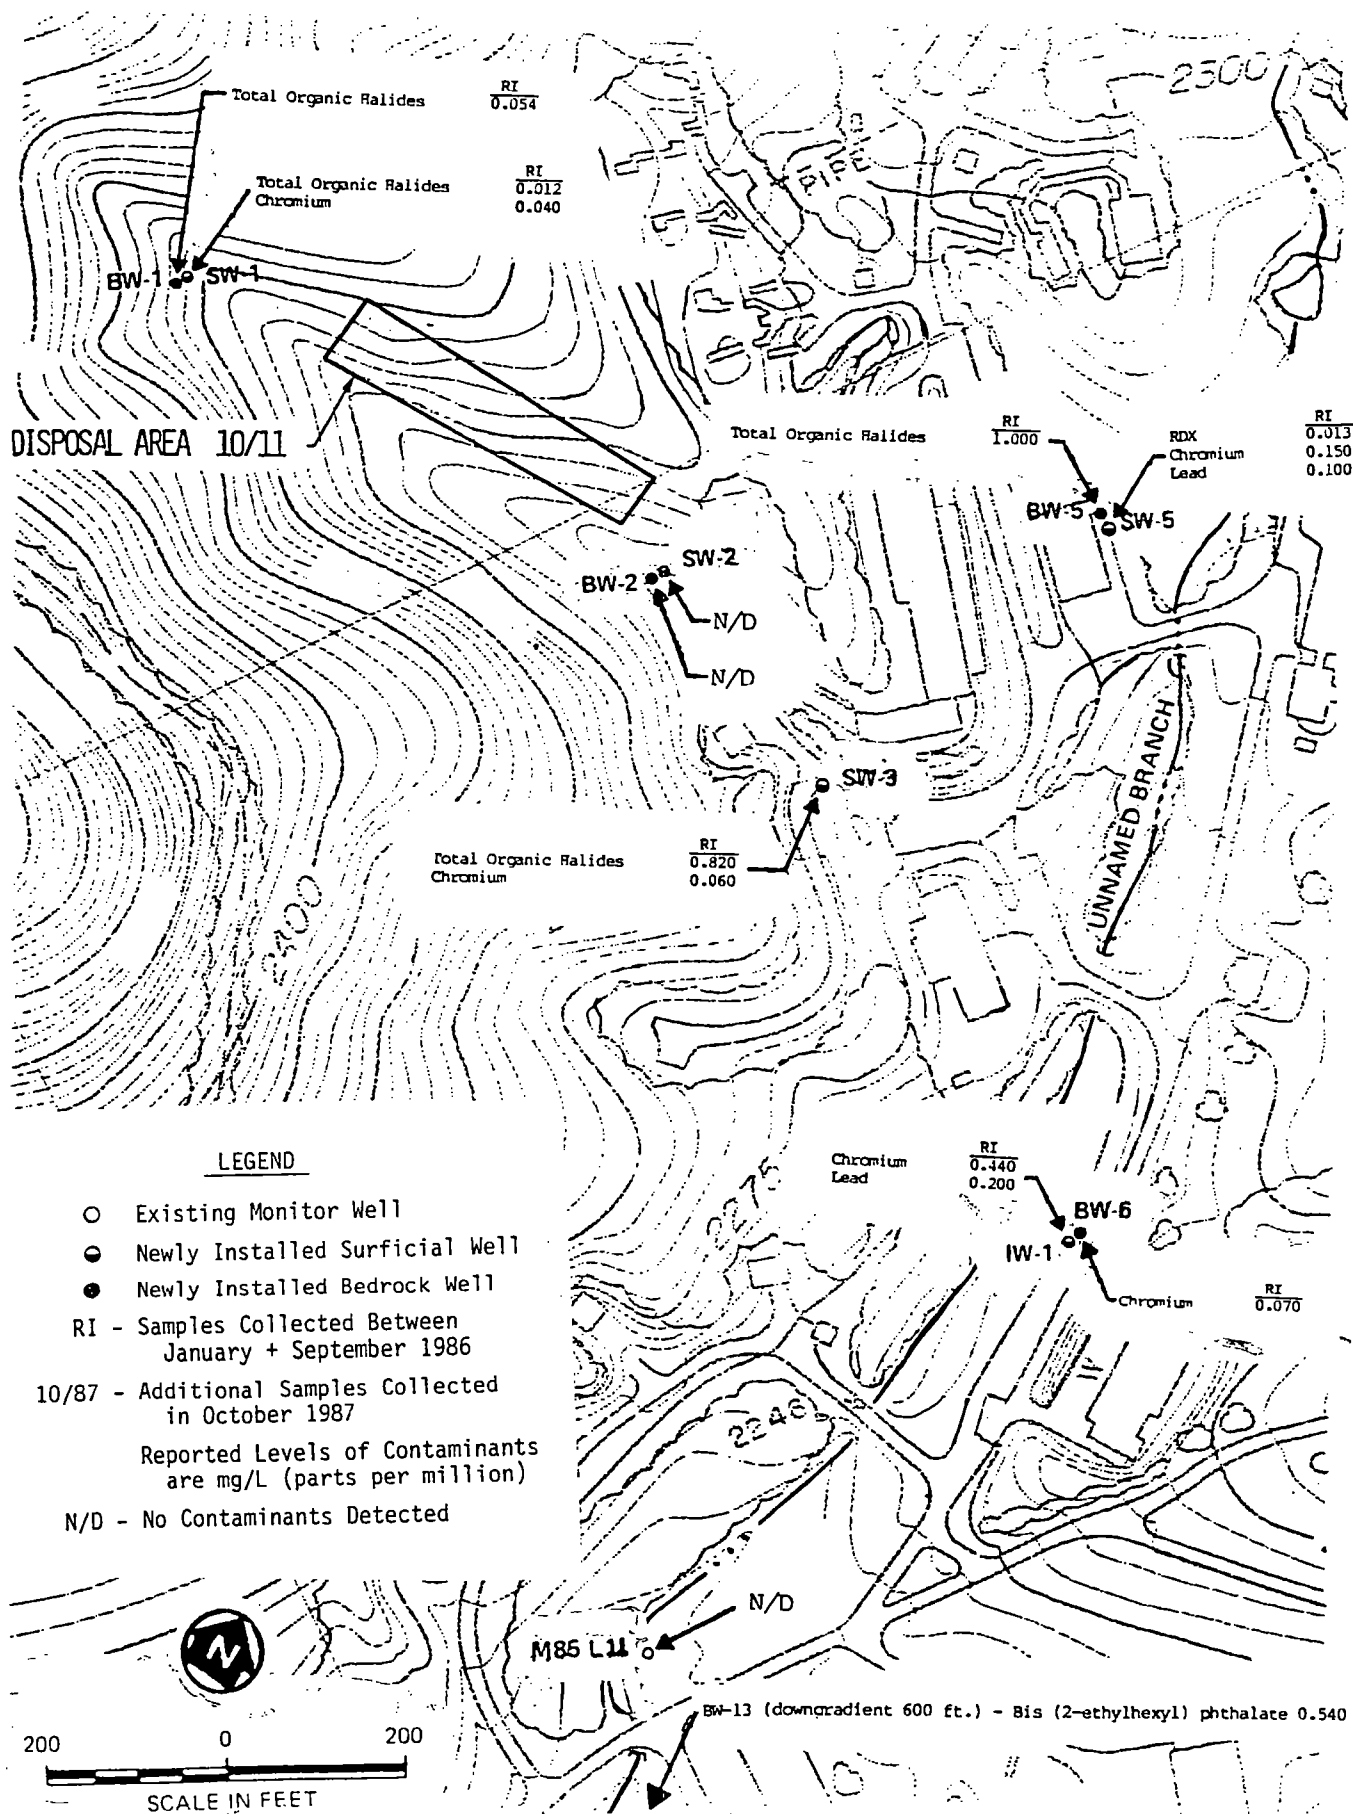 2300
Total Organic Halides
RI
0.054
Total Organic Halides
Chromium
RI
0.012
0.040
BW-1
SW-1
DISPOSAL AREA 10/11
Total Organic Halides
RI
1.000
RDX
Chromium
Lead
RI
0.013
0.150
0.100
BW-5
SW-5
SW-2
BW-2
N/D
N/D
UNNAMED BRANCH
SW-3
Total Organic Halides
Chromium
RI
0.820
0.060
2400
LEGEND
Existing Monitor Well
Newly Installed Surficial Well
Newly Installed Bedrock Well
RI - Samples Collected Between
January + September 1986
10/87 - Additional Samples Collected
in October 1987
Reported Levels of Contaminants
are mg/L (parts per million)
N/D - No Contaminants Detected
2275
Chromium
Lead
RI
0.440
0.200
BW-6
IW-1
Chromium
RI
0.070
2246
N/D
M85 L11
N
BW-13 (downgradient 600 ft.) - Bis (2-ethylhexyl) phthalate 0.540
200 0 200
SCALE IN FEET